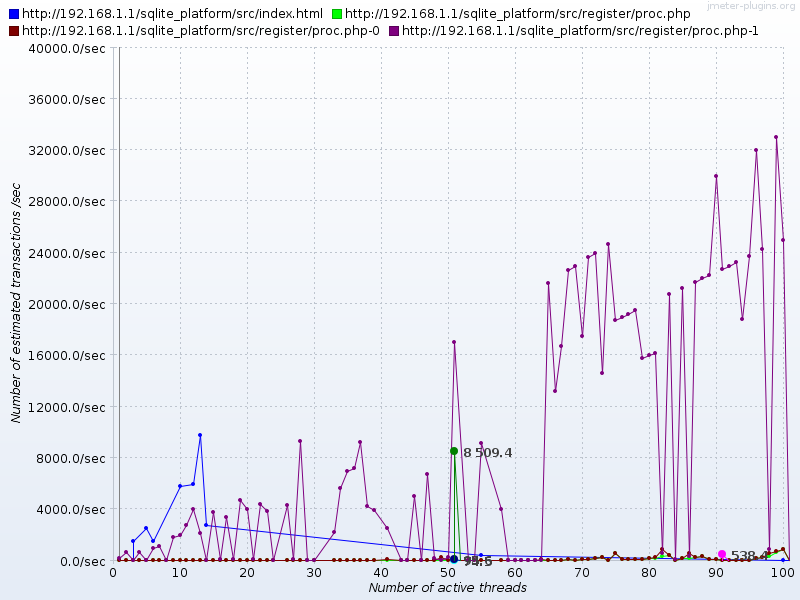 jmeter-plugins.org
http://192.168.1.1/sqlite_platform/src/index.html http://192.168.1.1/sqlite_platform/src/register/proc.php
http://192.168.1.1/sqlite_platform/src/register/proc.php-0 http://192.168.1.1/sqlite_platform/src/register/proc.php-1
Number of estimated transactions /sec
40000.0/sec
36000.0/sec
32000.0/sec
28000.0/sec
24000.0/sec
20000.0/sec
16000.0/sec
12000.0/sec
8000.0/sec
4000.0/sec
0.0/sec
8 509.4
0 10 20 30 40 50 60 70 80 90 100
Number of active threads